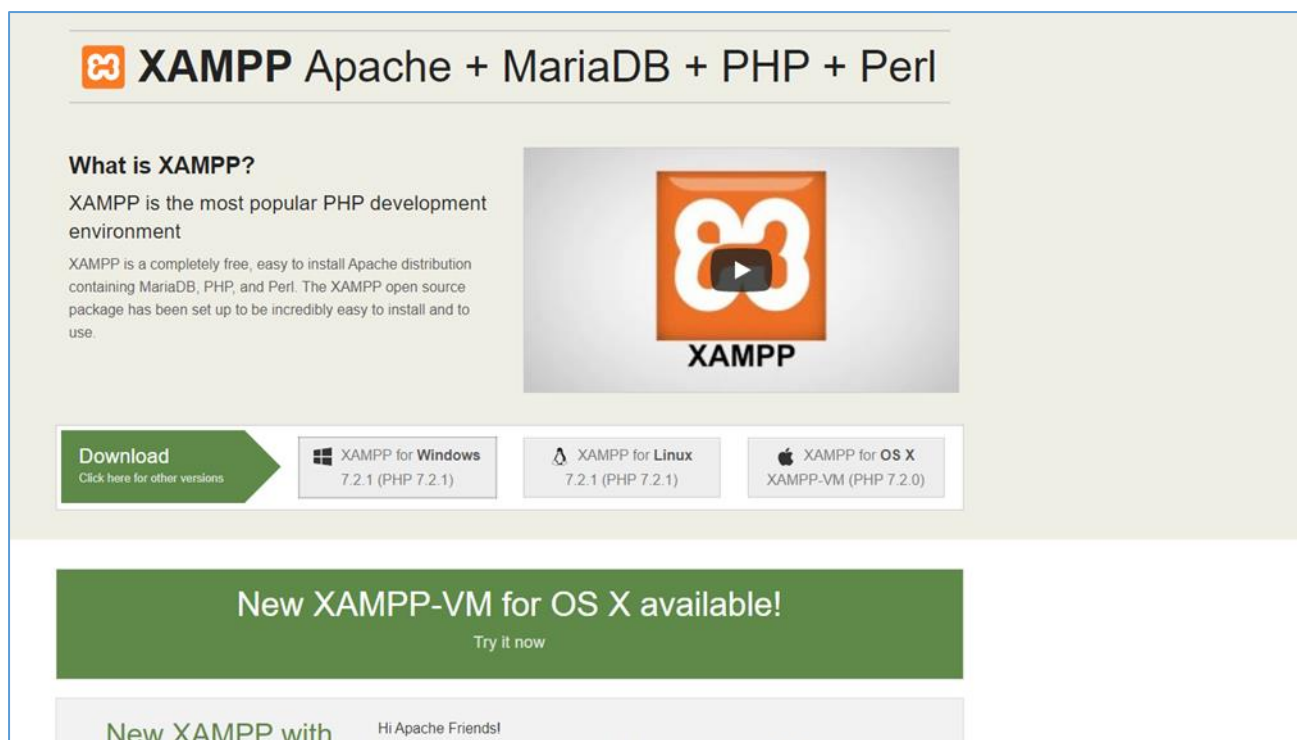 XAMPP Apache + MariaDB + PHP + Perl
What is XAMPP?
XAMPP is the most popular PHP development
environment
XAMPP is a completely free, easy to install Apache distribution
containing MariaDB, PHP, and Perl. The XAMPP open source
package has been set up to be incredibly easy to install and to
use.
XAMPP
Download
Click here for other versions
XAMPP for Windows
7.2.1 (PHP 7.2.1)
XAMPP for Linux
7.2.1 (PHP 7.2.1)
XAMPP for OS X
XAMPP-VM (PHP 7.2.0)
New XAMPP-VM for OS X available!
Try it now
New XAMPP with
Hi Apache Friends!